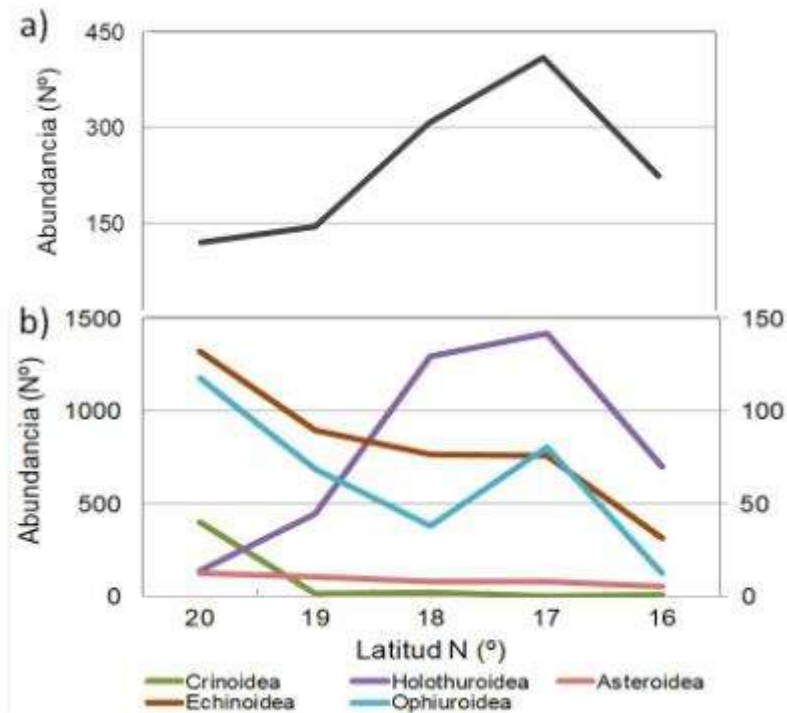 a)
450
300
150
Abundancia (Nº)
b)
1500
1000
500
0
Abundancia (Nº)
150
100
50
0
20 19 18 17 16
Latitud N (º)
Crinoidea Holothuroidea Asteroidea
Echinoidea Ophiuroidea